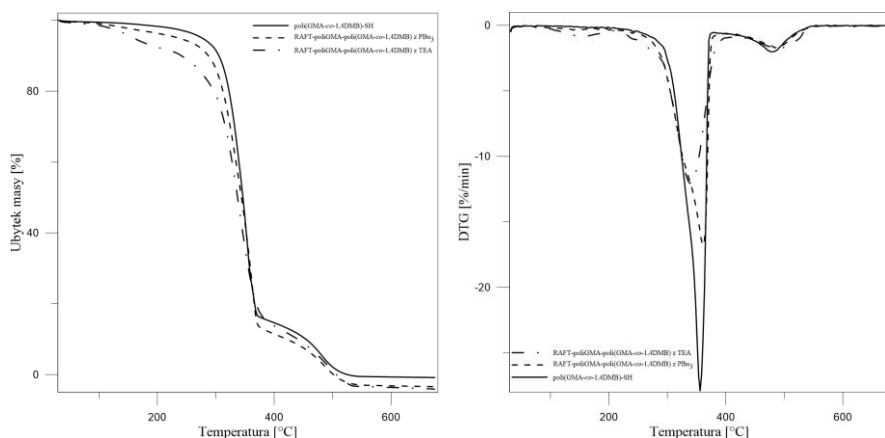 poli(GMA-co-1,4DMB)-SH
RAFT-poliGMA-poli(GMA-co-1,4DMB) z PBu3
RAFT-poliGMA-poli(GMA-co-1,4DMB) z TEA
80
40
0
Ubytek masy [%]
200
400
600
Temperatura [°C]
0
-10
-20
DTG [%/min]
RAFT-poliGMA-poli(GMA-co-1,4DMB) z TEA
RAFT-poliGMA-poli(GMA-co-1,4DMB) z PBu3
poli(GMA-co-1,4DMB)-SH
200
400
600
Temperatura [°C]